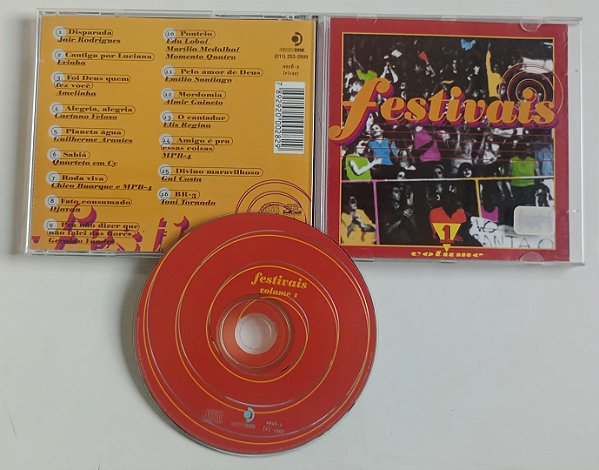 1 Disparada
Jair Rodrigues
2 Cantiga por Luciana
Evinha
3 Foi Deus quem
fez você
Amelinha
4 Alegria, alegria
Caetano Veloso
5 Planeta água
Guilherme Arantes
6 Sabiá
Quarteto em Cy
7 Roda viva
Chico Buarque e MPB-4
8 Fato consumado
Djavan
9 Pra não dizer que
não falei das flores
Geraldo Vandré
10 Ponteio
Edu Lobo/
Marília Medalha/
Momento Quatro
11 Pelo amor de Deus
Emílio Santiago
12 Mordomia
Almir Guineto
13 O cantador
Elis Regina
14 Amigo é pra
essas coisas
MPB-4
15 Divino maravilhoso
Gal Costa
16 BR-3
Toni Tornado
festivais
1
volume
festivais
volume 1